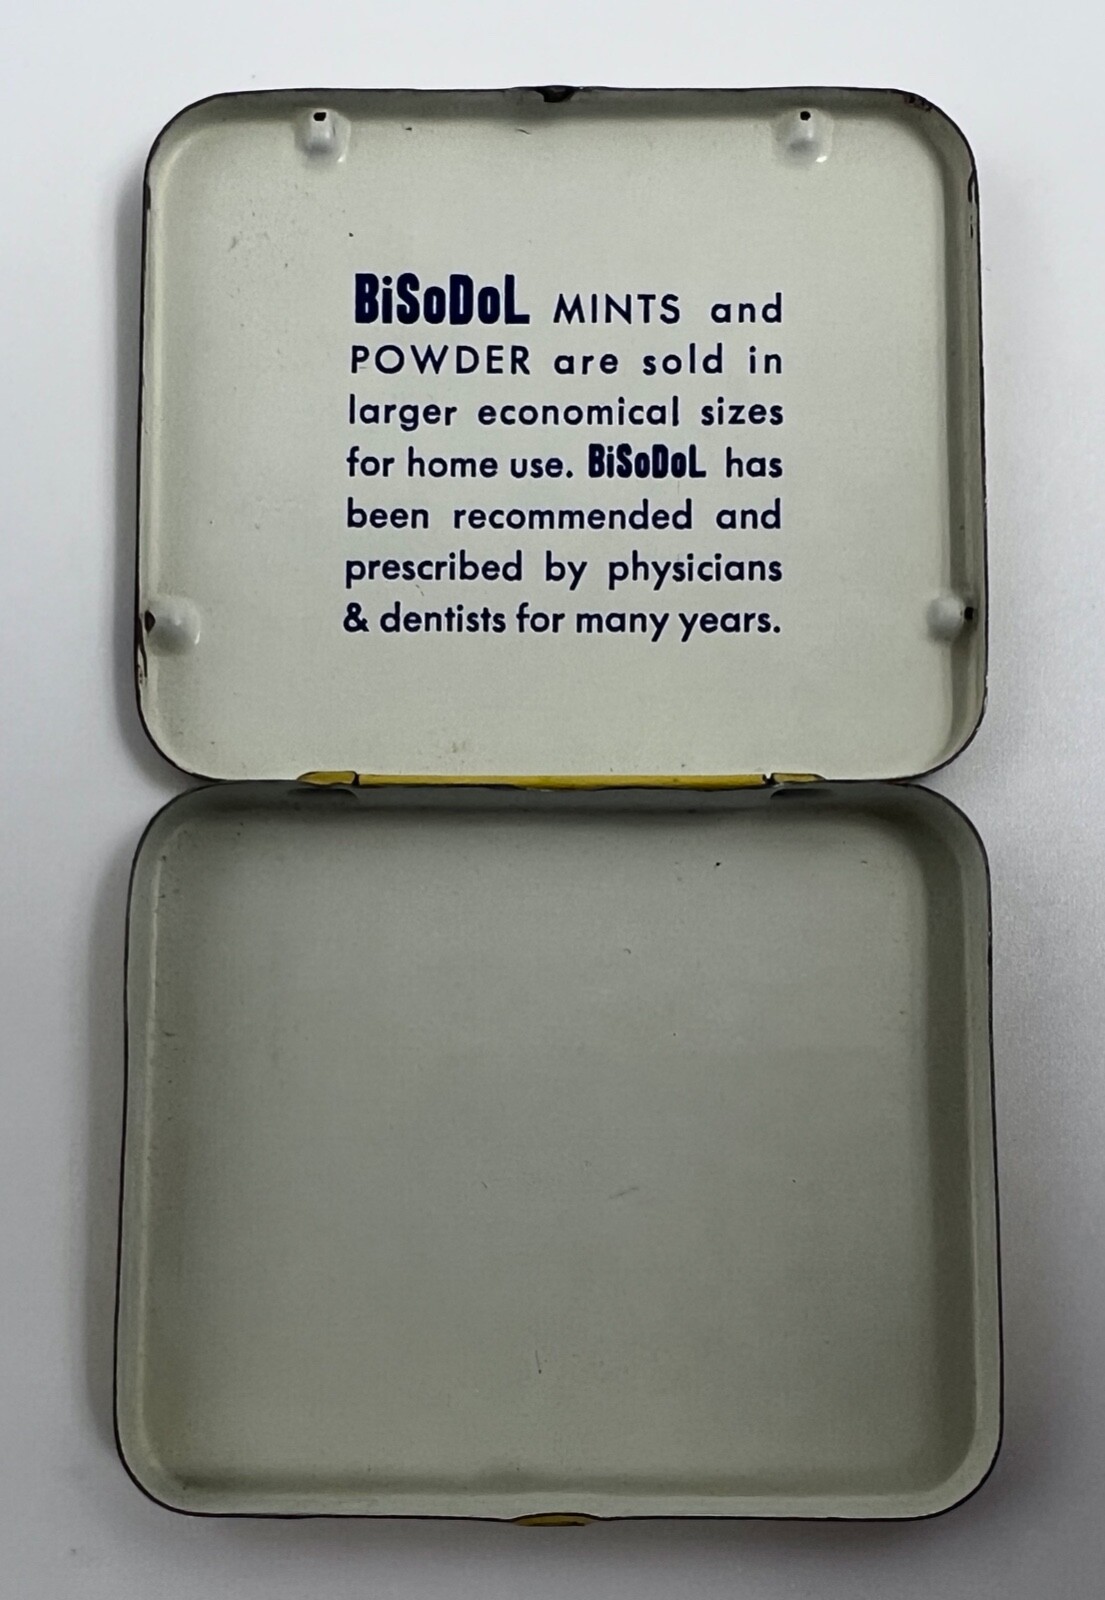 BiSoDoL MINTS and
POWDER are sold in
larger economical sizes
for home use. BiSoDoL has
been recommended and
prescribed by physicians
& dentists for many years.